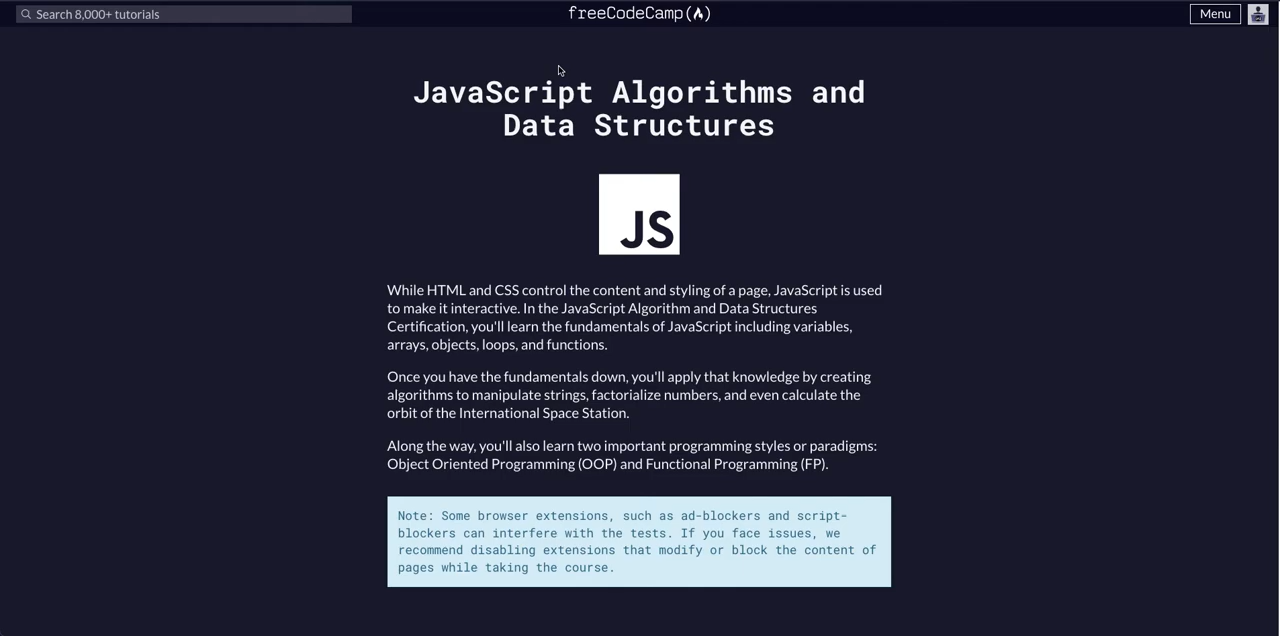 Search 8,000+ tutorials
freeCodeCamp
Menu
JavaScript Algorithms and
Data Structures
JS
While HTML and CSS control the content and styling of a page, JavaScript is used
to make it interactive. In the JavaScript Algorithm and Data Structures
Certification, you'll learn the fundamentals of JavaScript including variables,
arrays, objects, loops, and functions.
Once you have the fundamentals down, you'll apply that knowledge by creating
algorithms to manipulate strings, factorialize numbers, and even calculate the
orbit of the International Space Station.
Along the way, you'll also learn two important programming styles or paradigms:
Object Oriented Programming (OOP) and Functional Programming (FP).
Note: Some browser extensions, such as ad-blockers and script-
blockers can interfere with the tests. If you face issues, we
recommend disabling extensions that modify or block the content of
pages while taking the course.